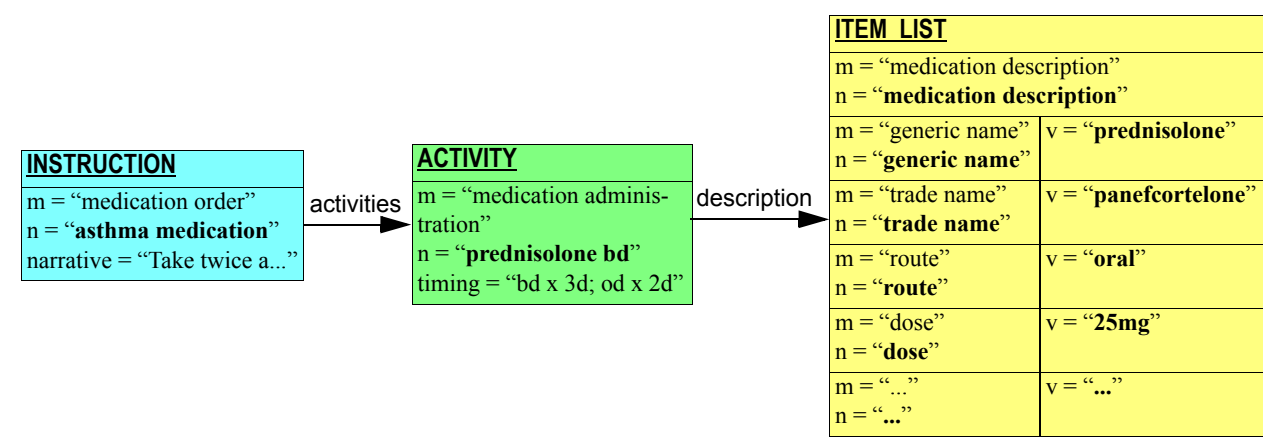 INSTRUCTION
m = “medication order”
n = “asthma medication”
narrative = “Take twice a...”
activities
ACTIVITY
m = “medication adminis-
tration”
n = “prednisolone bd”
timing = “bd x 3d; od x 2d”
description
ITEM_LIST
m = “medication description”
n = “medication description”
m = “generic name”
n = “generic name”
v = “prednisolone”
m = “trade name”
n = “trade name”
v = “panefcortelone”
m = “route”
n = “route”
v = “oral”
m = “dose”
n = “dose”
v = “25mg”
m = “...”
n = “...”
v = “...”